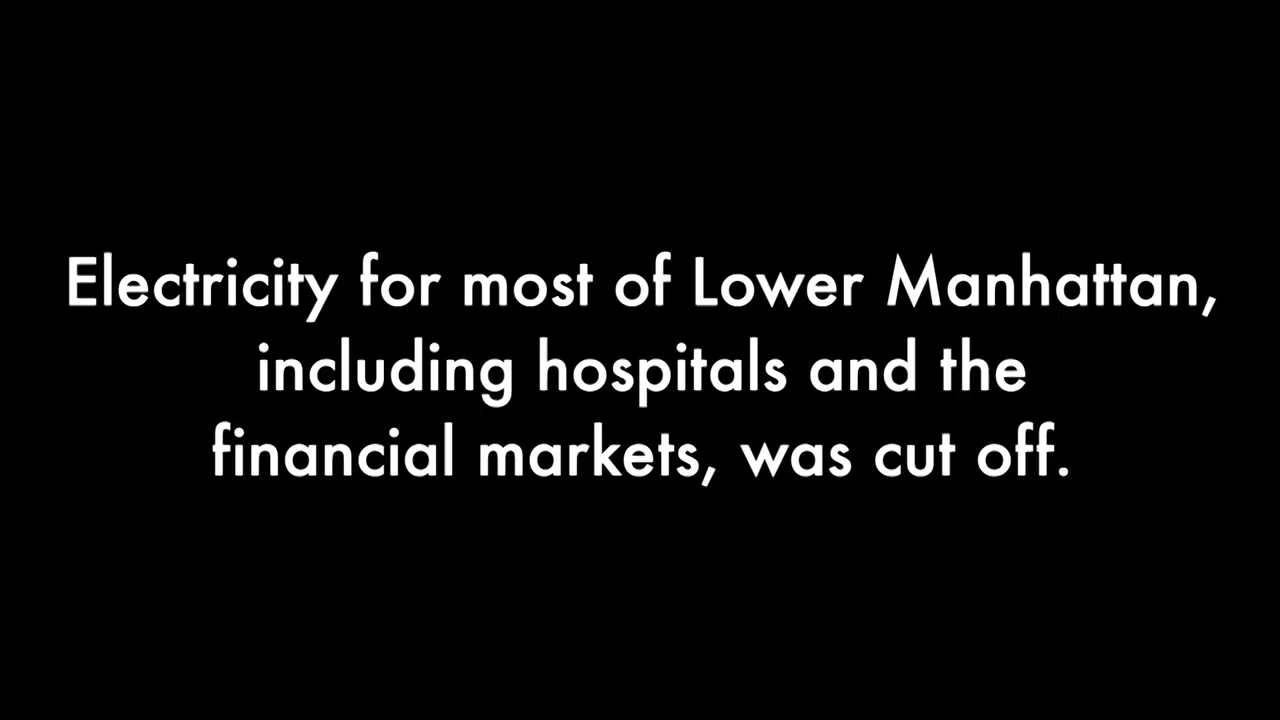 Electricity for most of Lower Manhattan,
including hospitals and the
financial markets, was cut off.